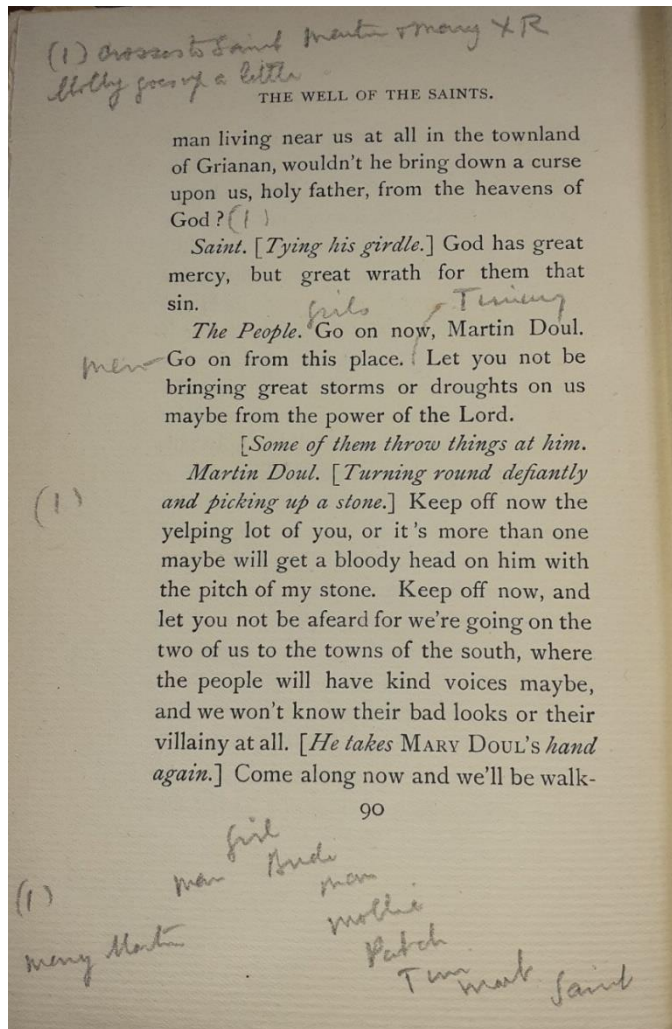 (1) crosses to Saint Martin & Mary X R
Molly goes up a little
THE WELL OF THE SAINTS.
man living near us at all in the townland
of Grianan, wouldn't he bring down a curse
upon us, holy father, from the heavens of
God? (1)
Saint. [Tying his girdle.] God has great
mercy, but great wrath for them that
sin.
girls
The People. Go on now, Martin Doul.
men Go on from this place. Let you not be
bringing great storms or droughts on us
maybe from the power of the Lord.
[Some of them throw things at him.
Martin Doul. [Turning round defiantly
(1) and picking up a stone.] Keep off now the
yelping lot of you, or it's more than one
maybe will get a bloody head on him with
the pitch of my stone. Keep off now, and
let you not be afeard for we're going on the
two of us to the towns of the south, where
the people will have kind voices maybe,
and we won't know their bad looks or their
villainy at all. [He takes MARY DOUL'S hand
again.] Come along now and we'll be walk-
90
girl
man Bride
(1) man
Mollie
Mary Martin Patch
Tim Mat Saint